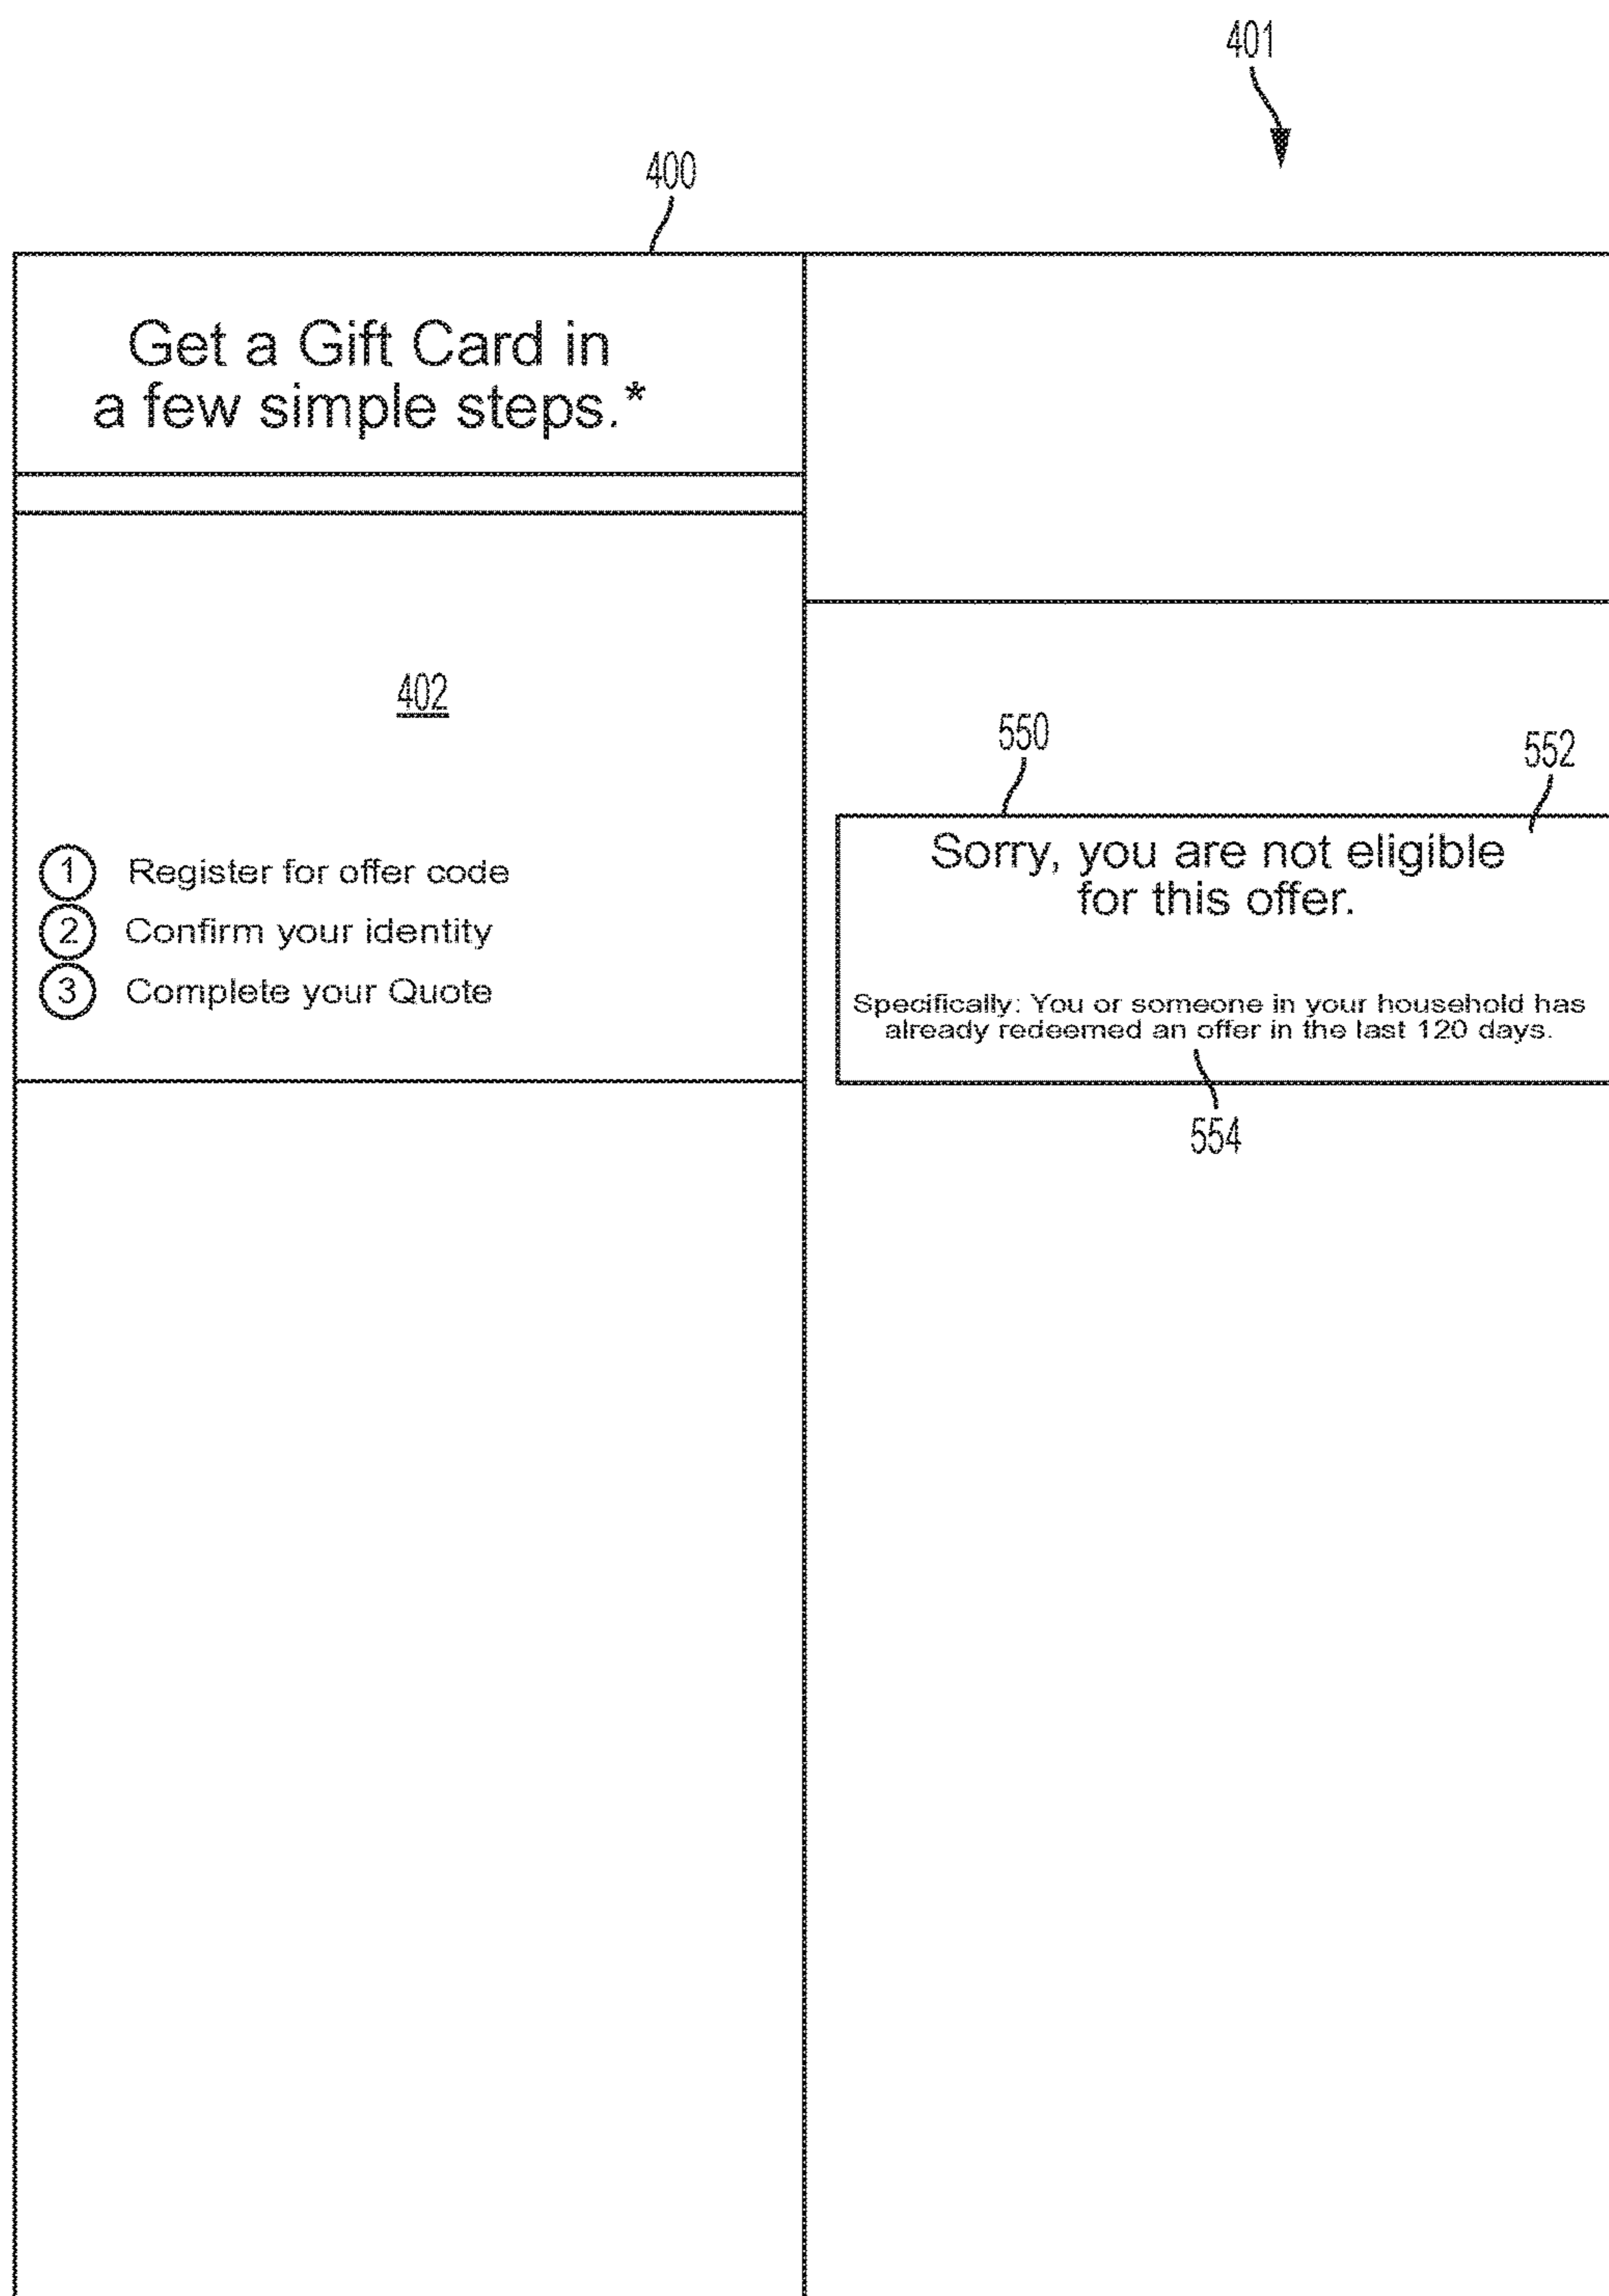 401
400
Get a Gift Card in
a few simple steps.*
402
1 Register for offer code
2 Confirm your identity
3 Complete your Quote
550
552
Sorry, you are not eligible
for this offer.
Specifically: You or someone in your household has
already redeemed an offer in the last 120 days.
554